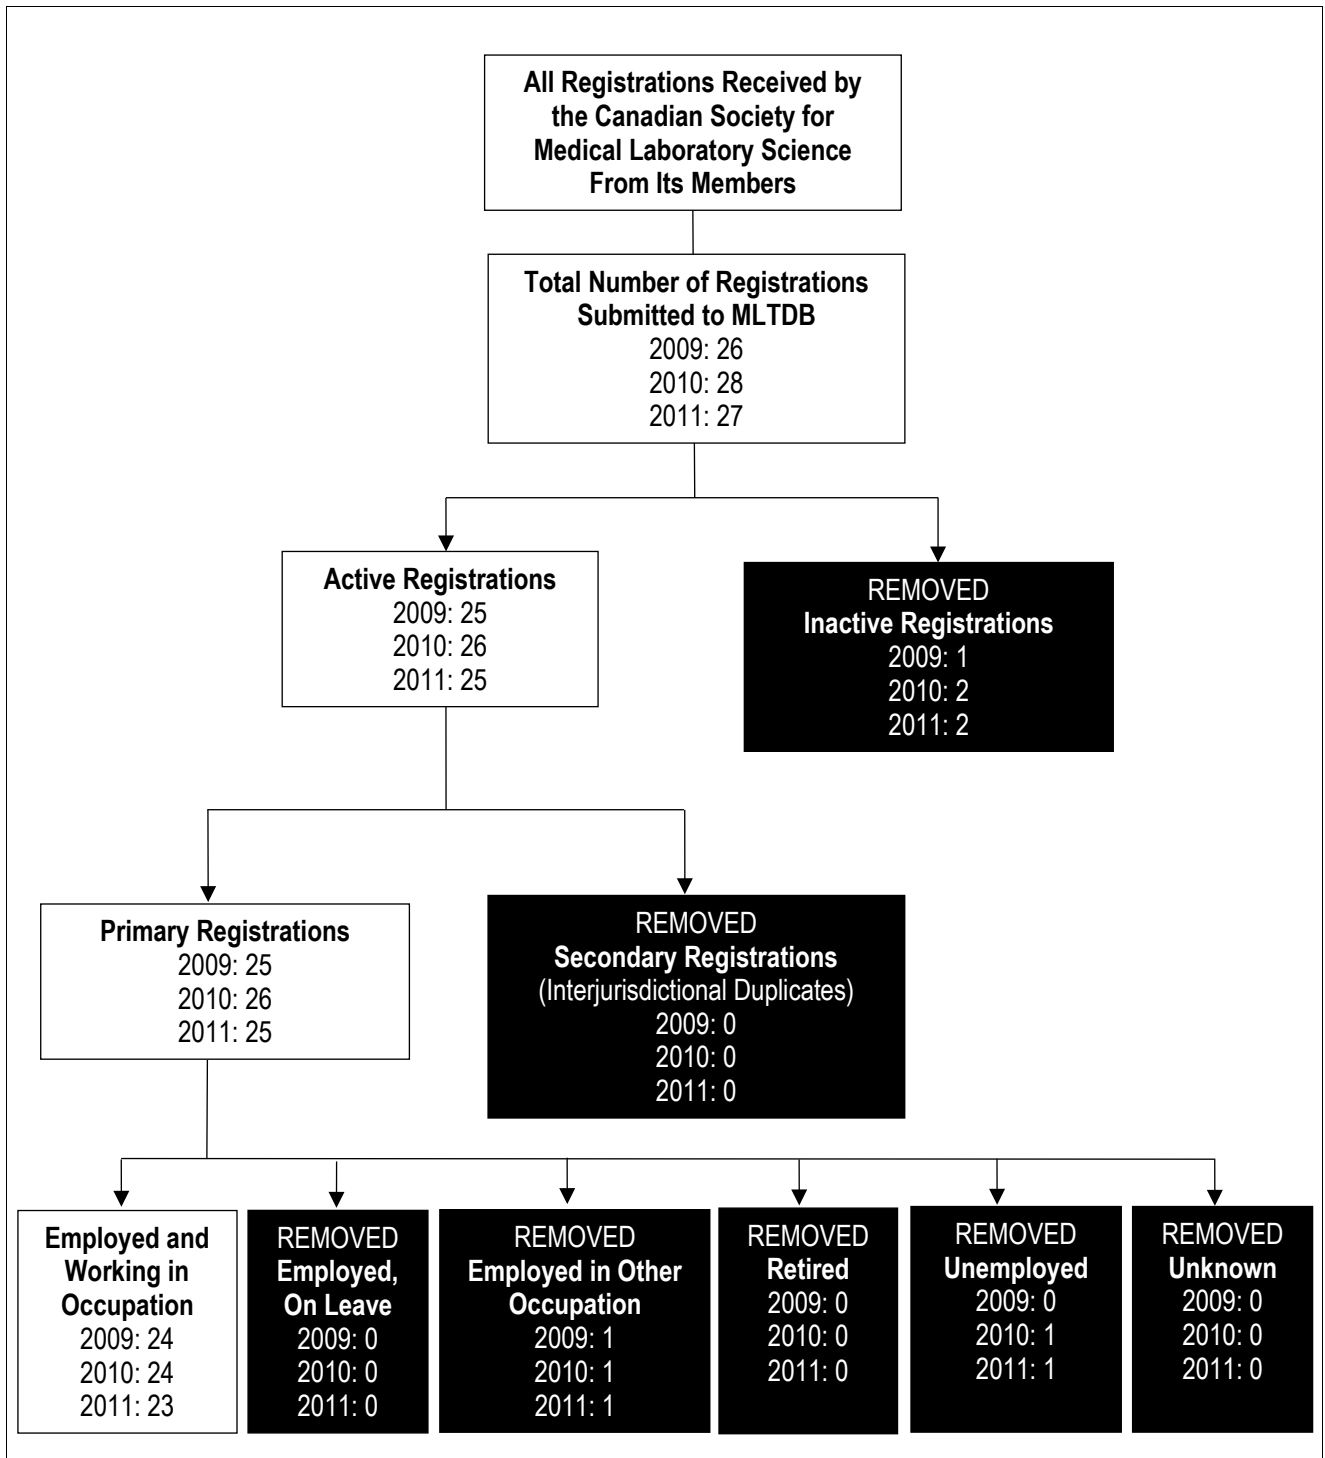 All Registrations Received by
the Canadian Society for
Medical Laboratory Science
From Its Members
Total Number of Registrations
Submitted to MLTDB
2009: 26
2010: 28
2011: 27
Active Registrations
2009: 25
2010: 26
2011: 25
REMOVED
Inactive Registrations
2009: 1
2010: 2
2011: 2
Primary Registrations
2009: 25
2010: 26
2011: 25
REMOVED
Secondary Registrations
(Interjurisdictional Duplicates)
2009: 0
2010: 0
2011: 0
Employed and
Working in
Occupation
2009: 24
2010: 24
2011: 23
REMOVED
Employed,
On Leave
2009: 0
2010: 0
2011: 0
REMOVED
Employed in Other
Occupation
2009: 1
2010: 1
2011: 1
REMOVED
Retired
2009: 0
2010: 0
2011: 0
REMOVED
Unemployed
2009: 0
2010: 1
2011: 1
REMOVED
Unknown
2009: 0
2010: 0
2011: 0